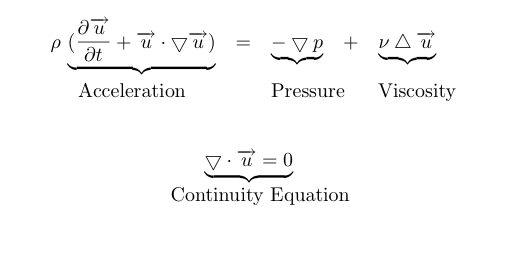 ρ (∂u⃗/∂t + u⃗ · ▽u⃗) = − ▽ p + ν △ u⃗
Acceleration Pressure Viscosity
▽ · u⃗ = 0
Continuity Equation